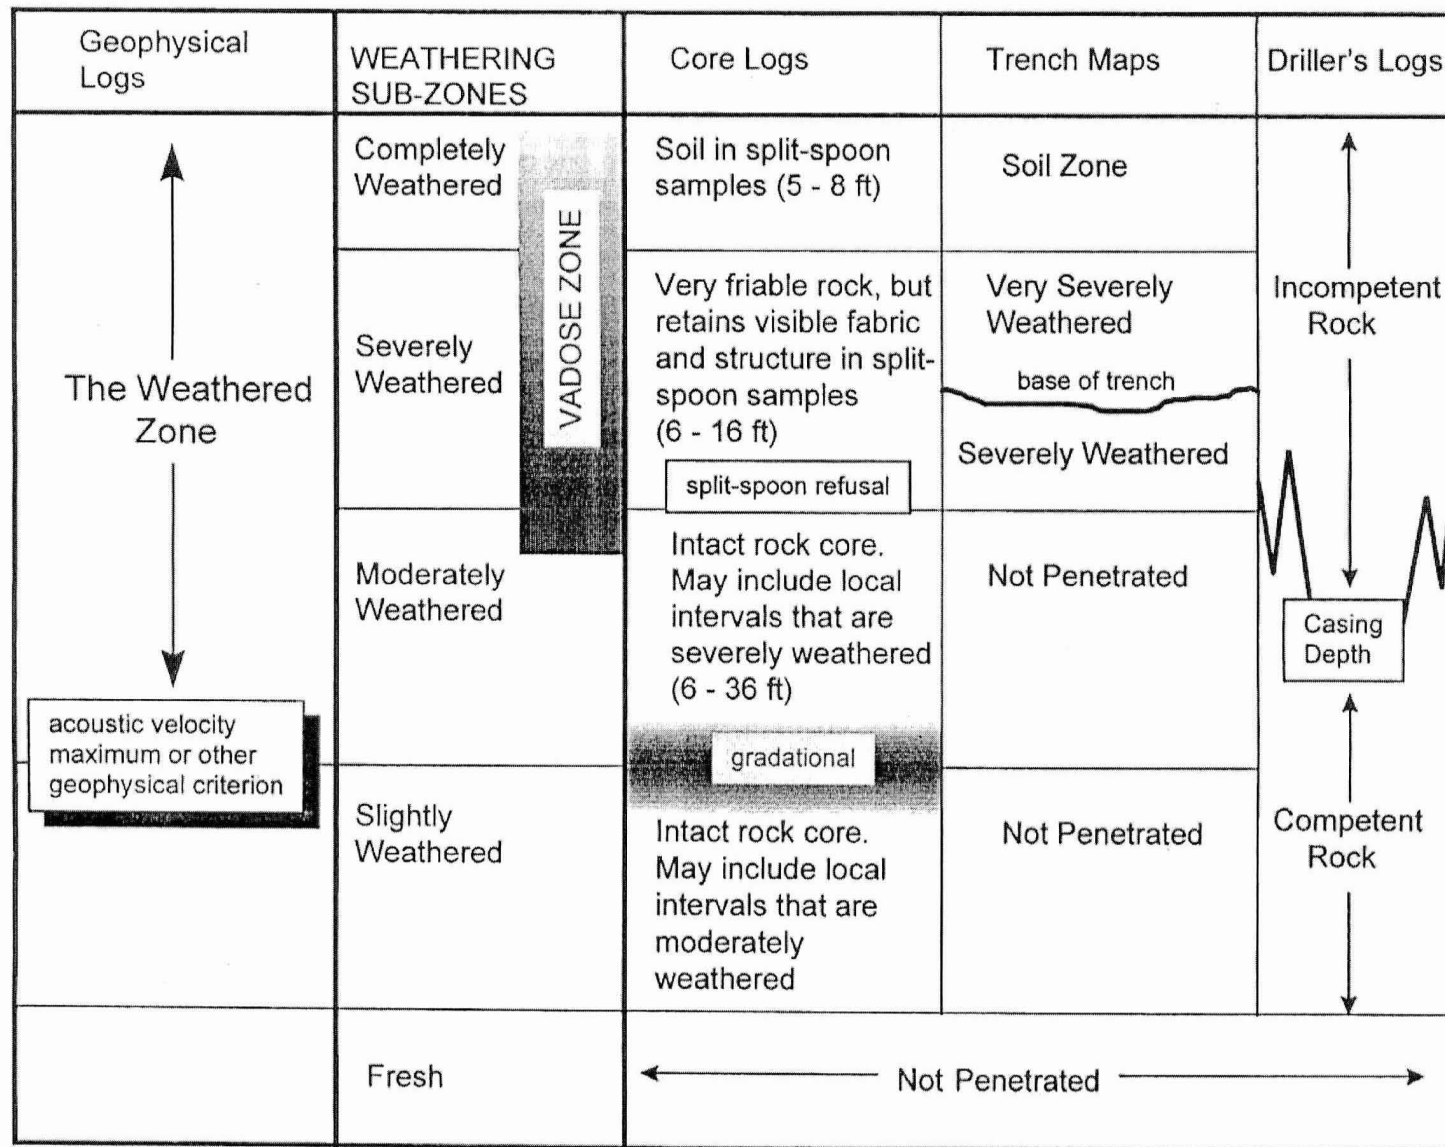 Geophysical
Logs
WEATHERING
SUB-ZONES
Core Logs
Trench Maps
Driller's Logs
The Weathered
Zone
acoustic velocity
maximum or other
geophysical criterion
Completely
Weathered
Severely
Weathered
Moderately
Weathered
Slightly
Weathered
Fresh
VADOSE ZONE
Soil in split-spoon
samples (5 - 8 ft)
Very friable rock, but
retains visible fabric
and structure in split-
spoon samples
(6 - 16 ft)
split-spoon refusal
Intact rock core.
May include local
intervals that are
severely weathered
(6 - 36 ft)
gradational
Intact rock core.
May include local
intervals that are
moderately
weathered
Soil Zone
Very Severely
Weathered
base of trench
Severely Weathered
Not Penetrated
Not Penetrated
Incompetent
Rock
Casing
Depth
Competent
Rock
Not Penetrated